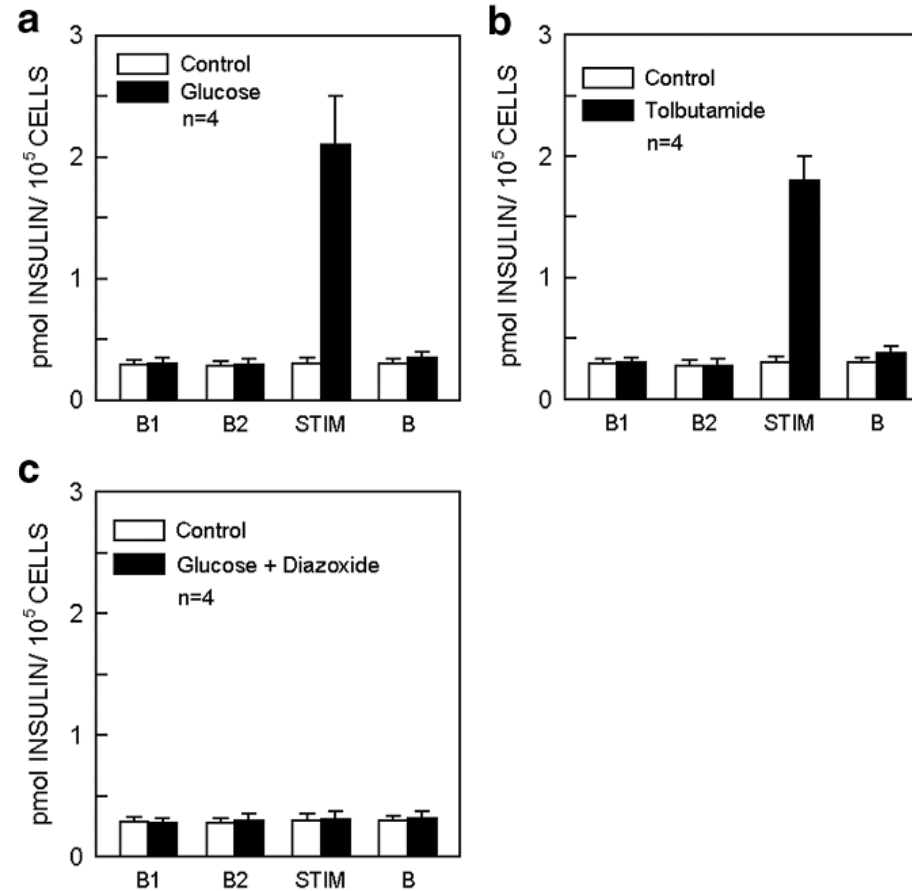 a
pmol INSULIN/ 10⁵ CELLS
3
2
1
0
Control
Glucose
n=4
B1 B2 STIM B
b
pmol INSULIN/ 10⁵ CELLS
3
2
1
0
Control
Tolbutamide
n=4
B1 B2 STIM B
c
pmol INSULIN/ 10⁵ CELLS
3
2
1
0
Control
Glucose + Diazoxide
n=4
B1 B2 STIM B